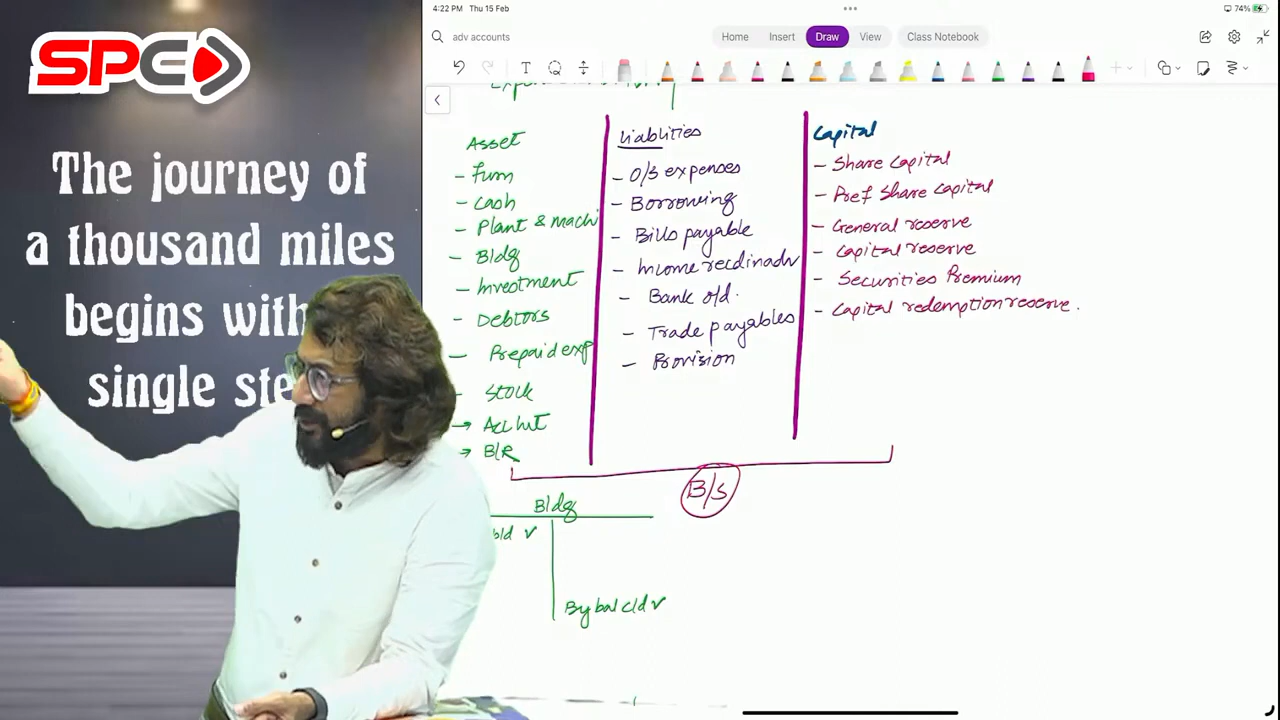 SPE
The journey of
a thousand miles
begins with
single ste
4:22 PM Thu 15 Feb
74%
adv accounts
Home Insert Draw View Class Notebook
Asset
- Furn
- Cash
- Plant & machi
- Bldg
- Investment
- Debtors
- Prepaid exp
- Stock
→ Acc Int
→ B/R
Liablities
- O/S expenses
- Borrowing
- Bills payable
- Income recd in adv
- Bank o/d.
- Trade payables
- Provision
Capital
- Share Capital
- Pref Share Capital
- General reserve
- Capital reserve
- Securities Premium
- Capital redemption reserve.
B/S
Bldg
b/d ✓
By bal c/d ✓